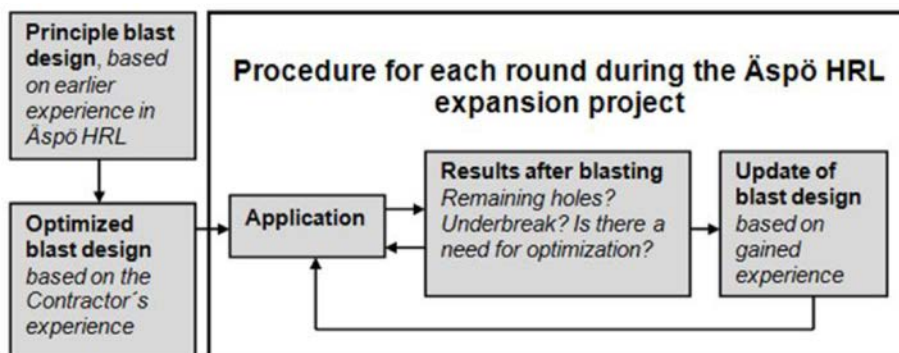 Principle blast
design, based
on earlier
experience in
Äspö HRL
Optimized
blast design
based on the
Contractor´s
experience
Procedure for each round during the Äspö HRL
expansion project
Application
Results after blasting
Remaining holes?
Underbreak? Is there a
need for optimization?
Update of
blast design
based on
gained
experience